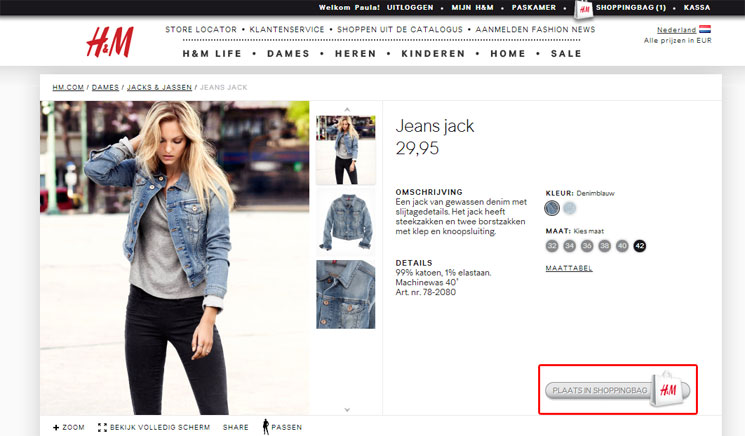 Welkom Paula! UITLOGGEN • MIJN H&M • PASKAMER • SHOPPINGBAG (1) • KASSA
H&M
STORE LOCATOR • KLANTENSERVICE • SHOPPEN UIT DE CATALOGUS • AANMELDEN FASHION NEWS
Nederland
Alle prijzen in EUR
H&M LIFE • DAMES • HEREN • KINDEREN • HOME • SALE
HM.COM / DAMES / JACKS & JASSEN / JEANS JACK
Jeans jack
29,95
OMSCHRIJVING
Een jack van gewassen denim met
slijtagedetails. Het jack heeft
steekzakken en twee borstzakken
met klep en knoopsluiting.
DETAILS
99% katoen, 1% elastaan.
Machinewas 40°
Art. nr. 78-2080
KLEUR: Denimblauw
MAAT: Kies maat
32 34 36 38 40 42
MAATTABEL
PLAATS IN SHOPPINGBAG
H&M
ZOOM BEKIJK VOLLEDIG SCHERM SHARE PASSEN